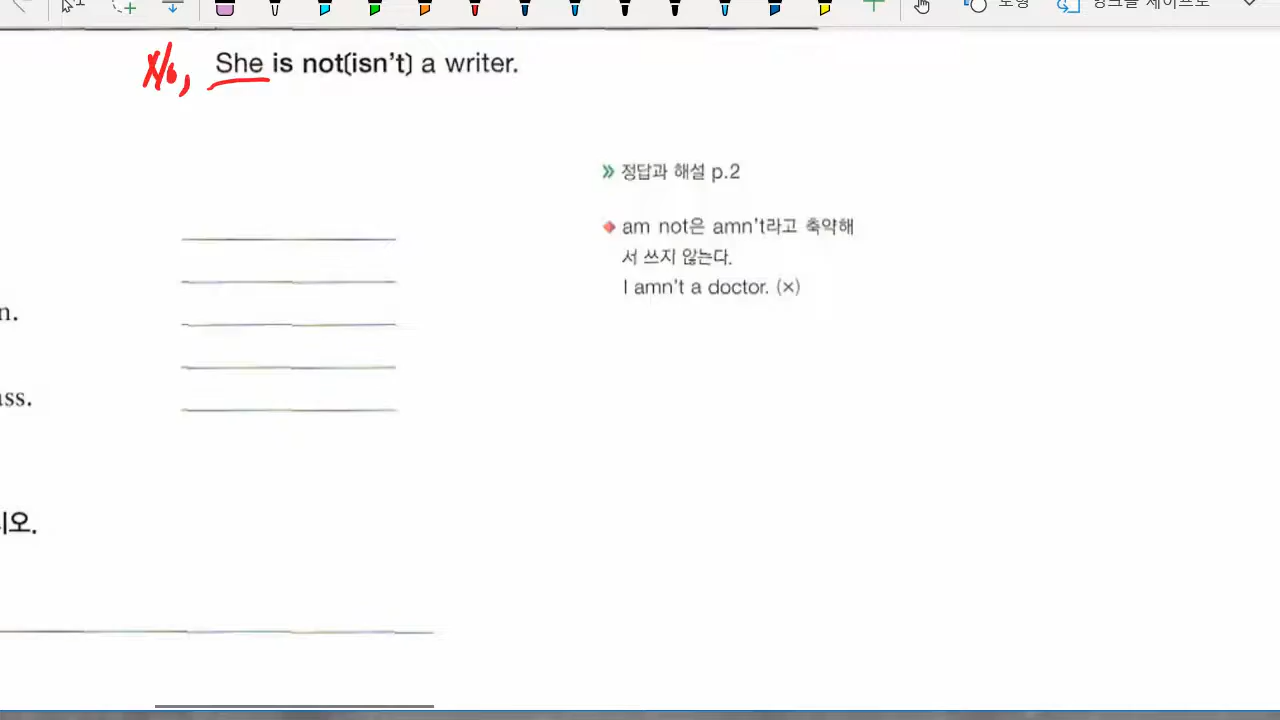 No, She is not(isn't) a writer.
» 정답과 해설 p.2
am not은 amn't라고 축약해
서 쓰지 않는다.
I amn't a doctor. (×)
n.
ass.
시오.